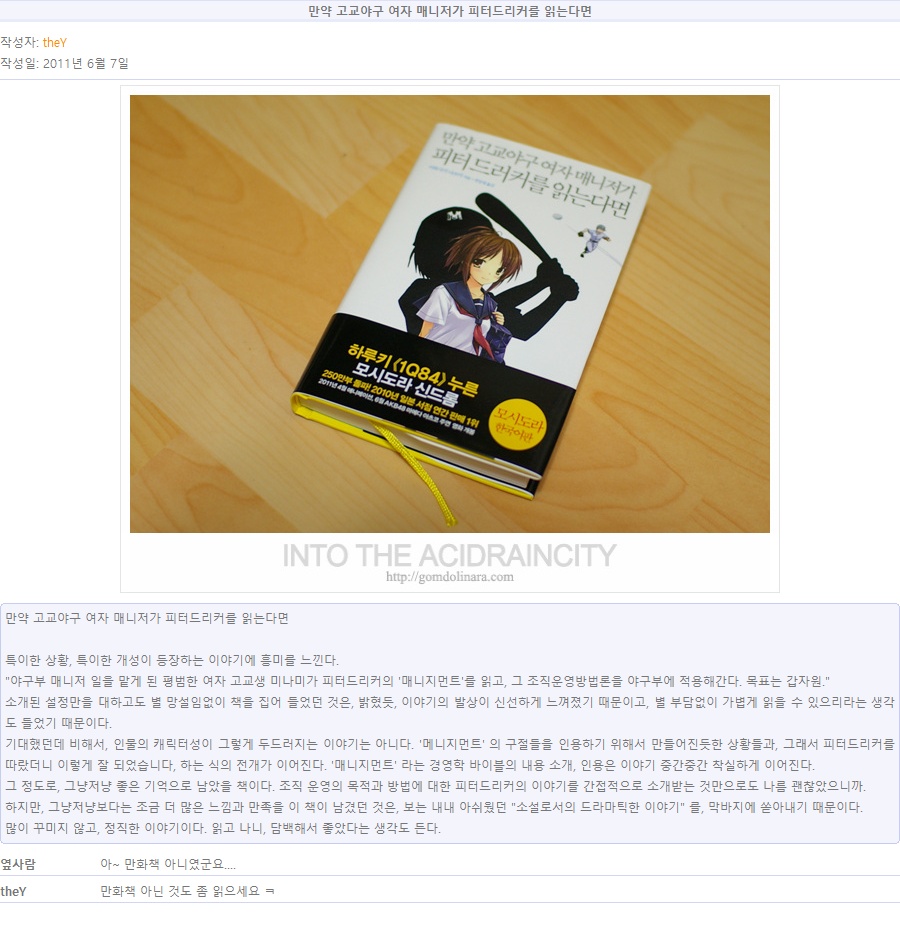 만약 고교야구 여자 매니저가 피터드리커를 읽는다면
작성자: theY
작성일: 2011년 6월 7일
만약 고교야구 여자 매니저가
피터드러커를 읽는다면
M
하루키 《1Q84》 누른
모시도라 신드롬
250만부 돌파! 2010년 일본 서점 연간 판매 1위
2011년 4월 애니메이션, 6월 AKB48 마에다 아츠코 주연 영화 개봉
모시도라
한국어판
INTO THE ACIDRAINCITY
http://gomdolinara.com
만약 고교야구 여자 매니저가 피터드리커를 읽는다면
특이한 상황, 특이한 개성이 등장하는 이야기에 흥미를 느낀다.
"야구부 매니저 일을 맡게 된 평범한 여자 고교생 미나미가 피터드리커의 '매니지먼트'를 읽고, 그 조직운영방법론을 야구부에 적용해간다. 목표는 갑자원."
소개된 설정만을 대하고도 별 망설임없이 책을 집어 들었던 것은, 밝혔듯, 이야기의 발상이 신선하게 느껴졌기 때문이고, 별 부담없이 가볍게 읽을 수 있으리라는 생각
도 들었기 때문이다.
기대했던데 비해서, 인물의 캐릭터성이 그렇게 두드러지는 이야기는 아니다. '메니지먼트' 의 구절들을 인용하기 위해서 만들어진듯한 상황들과, 그래서 피터드리커를
따랐더니 이렇게 잘 되었습니다, 하는 식의 전개가 이어진다. '매니지먼트' 라는 경영학 바이블의 내용 소개, 인용은 이야기 중간중간 착실하게 이어진다.
그 정도로, 그냥저냥 좋은 기억으로 남았을 책이다. 조직 운영의 목적과 방법에 대한 피터드리커의 이야기를 간접적으로 소개받는 것만으로도 나름 괜찮았으니까.
하지만, 그냥저냥보다는 조금 더 많은 느낌과 만족을 이 책이 남겼던 것은, 보는 내내 아쉬웠던 "소설로서의 드라마틱한 이야기" 를, 막바지에 쏟아내기 때문이다.
많이 꾸미지 않고, 정직한 이야기이다. 읽고 나니, 담백해서 좋았다는 생각도 든다.
옆사람 아~ 만화책 아니였군요....
theY 만화책 아닌 것도 좀 읽으세요 ㅋ